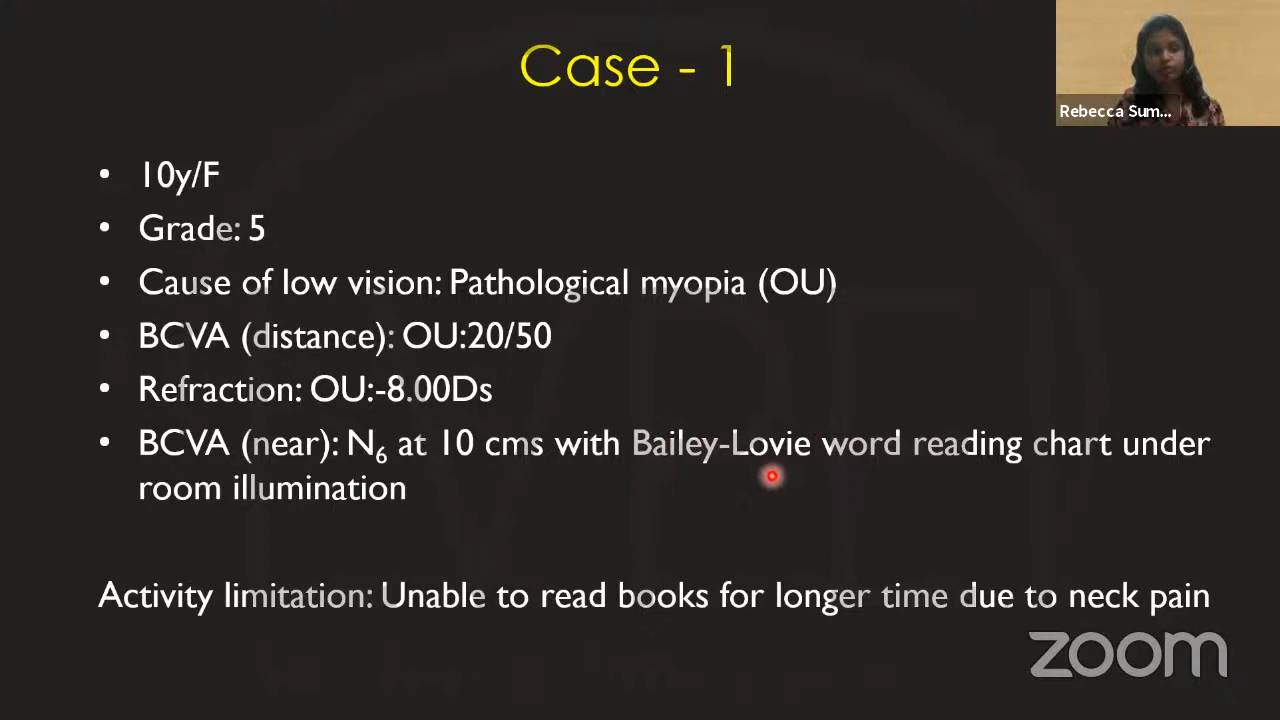 Case - 1
Rebecca Sum...
• 10y/F
• Grade: 5
• Cause of low vision: Pathological myopia (OU)
• BCVA (distance): OU:20/50
• Refraction: OU:-8.00Ds
• BCVA (near): N6 at 10 cms with Bailey-Lovie word reading chart under
room illumination
Activity limitation: Unable to read books for longer time due to neck pain
zoom